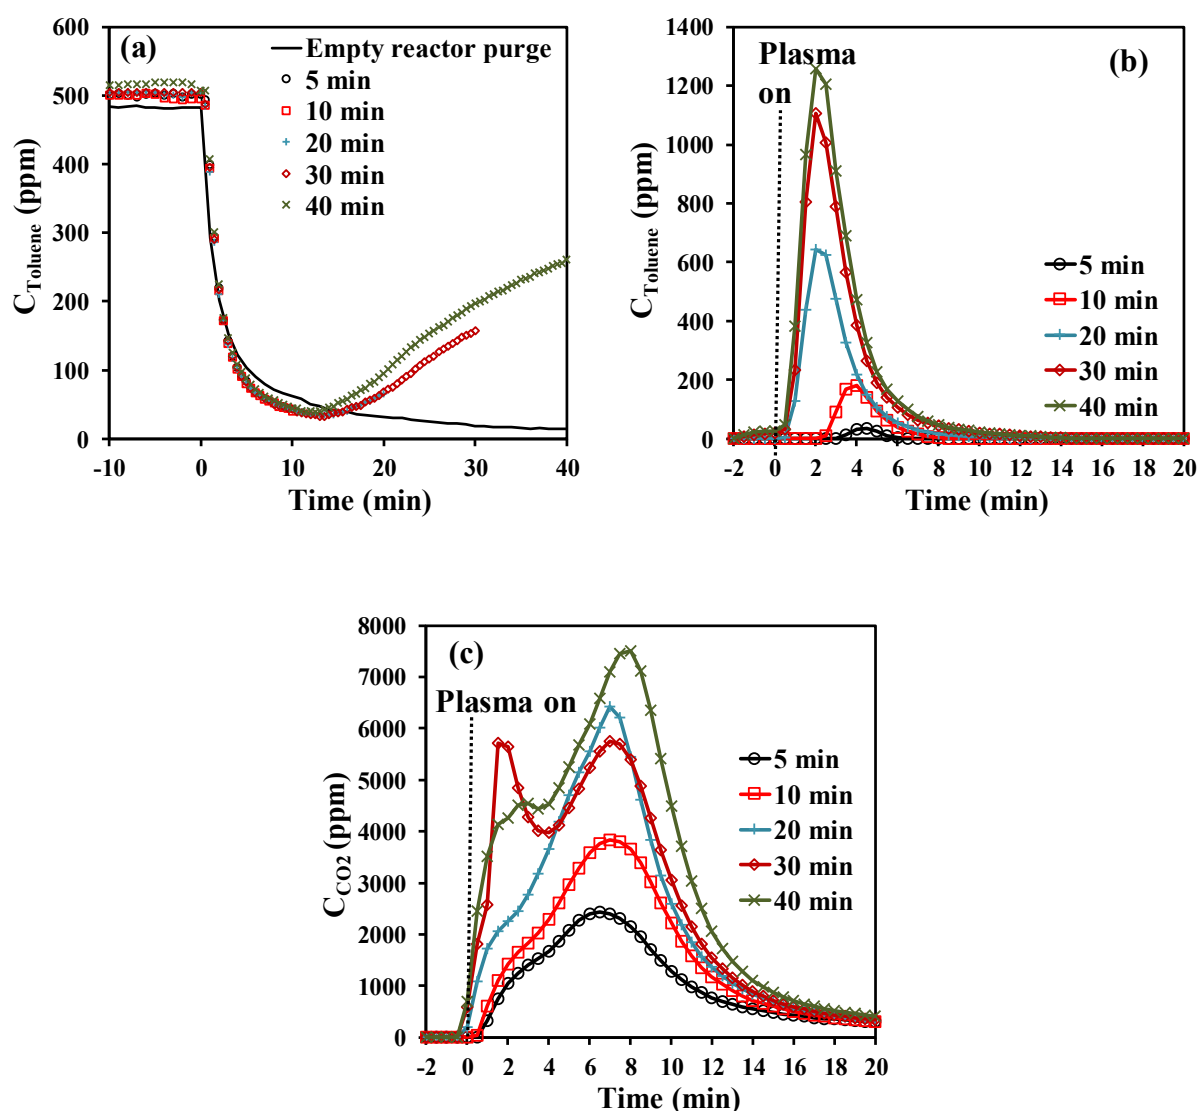 (a)
600
500
400
300
200
100
0
C_Toluene (ppm)
Empty reactor purge
5 min
10 min
20 min
30 min
40 min
-10 0 10 20 30 40
Time (min)
(b)
Plasma
on
1400
1200
1000
800
600
400
200
0
C_Toluene (ppm)
5 min
10 min
20 min
30 min
40 min
-2 0 2 4 6 8 10 12 14 16 18 20
Time (min)
(c)
Plasma on
8000
7000
6000
5000
4000
3000
2000
1000
0
C_CO2 (ppm)
5 min
10 min
20 min
30 min
40 min
-2 0 2 4 6 8 10 12 14 16 18 20
Time (min)